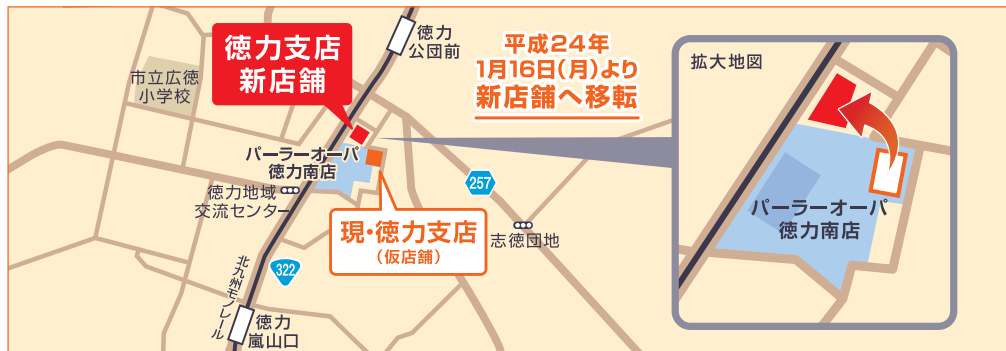 徳力
公団前
徳力支店
新店舗
平成24年
1月16日(月)より
新店舗へ移転
市立広徳
小学校
パーラーオーパ
徳力南店
徳力地域
交流センター
257
現・徳力支店
(仮店舗)
志徳団地
322
北九州モノレール
徳力
嵐山口
拡大地図
パーラーオーパ
徳力南店